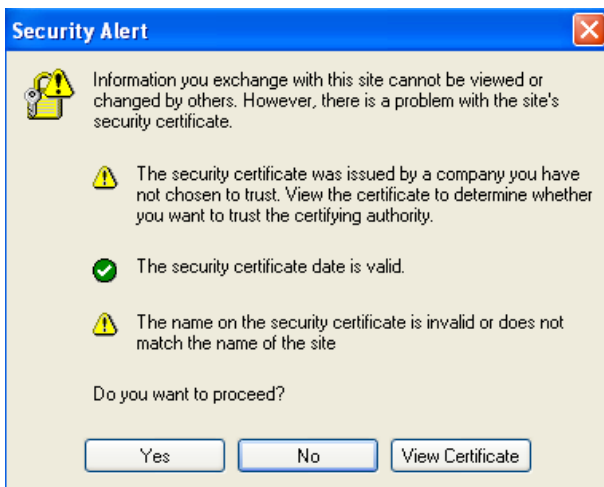 Security Alert
Information you exchange with this site cannot be viewed or
changed by others. However, there is a problem with the site's
security certificate.
The security certificate was issued by a company you have
not chosen to trust. View the certificate to determine whether
you want to trust the certifying authority.
The security certificate date is valid.
The name on the security certificate is invalid or does not
match the name of the site
Do you want to proceed?
Yes
No
View Certificate